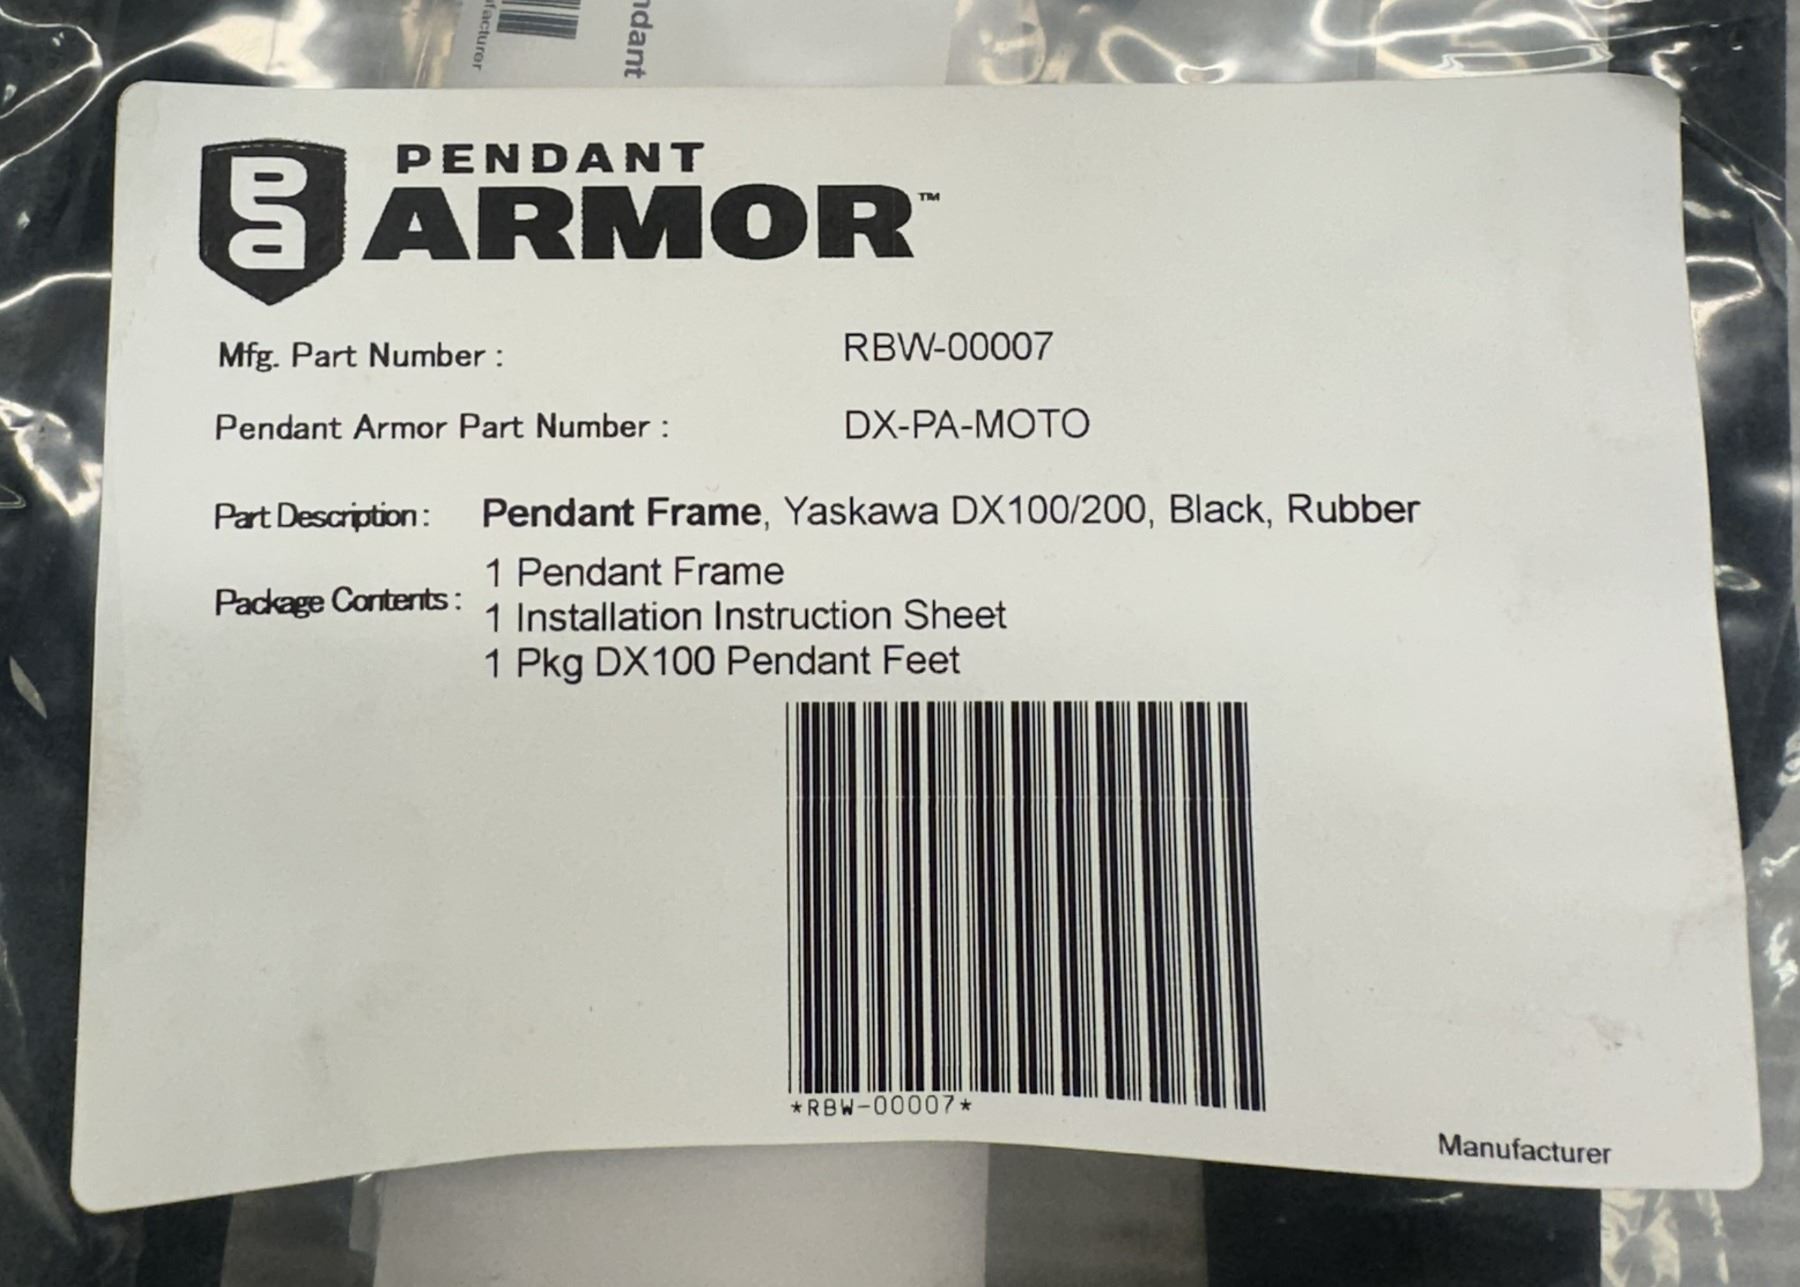 ndant
PENDANT
ARMOR™
Mfg. Part Number : RBW-00007
Pendant Armor Part Number : DX-PA-MOTO
Part Description : Pendant Frame, Yaskawa DX100/200, Black, Rubber
Package Contents : 1 Pendant Frame
1 Installation Instruction Sheet
1 Pkg DX100 Pendant Feet
*RBW-00007*
Manufacturer